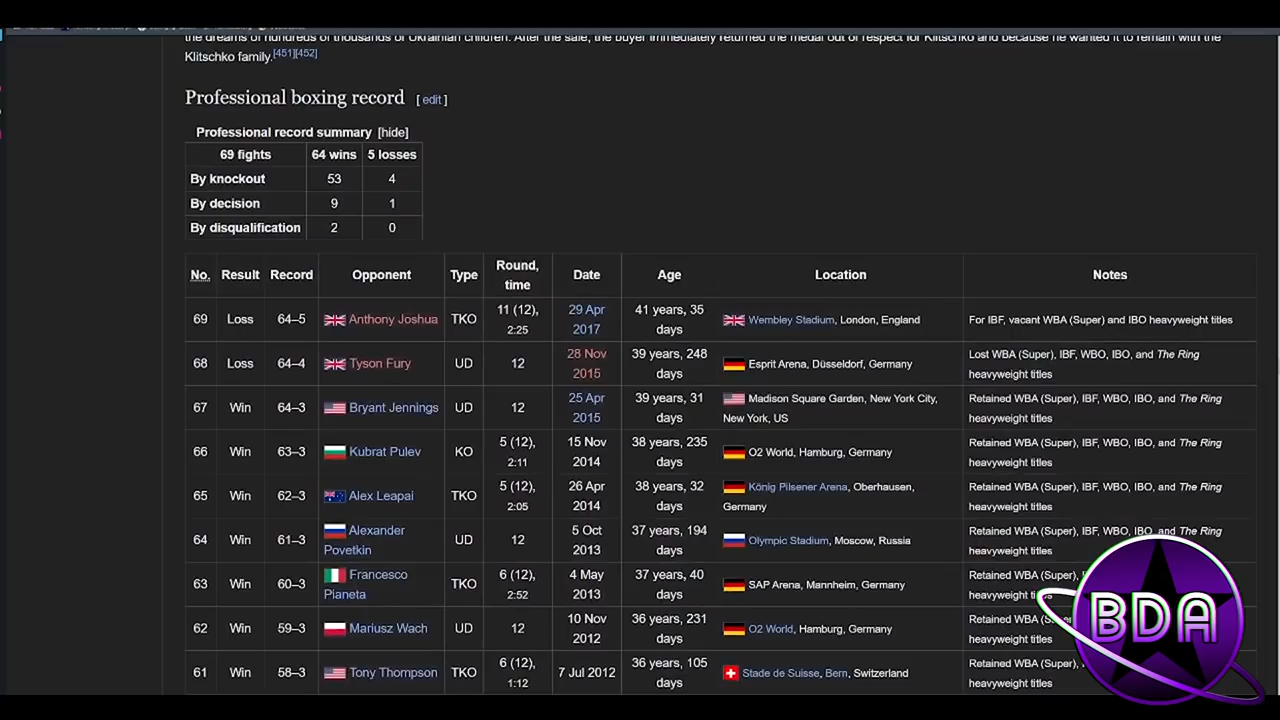 the dreams of hundreds of thousands of Ukrainian children. After the sale, the buyer immediately returned the medal out of respect for Klitschko and because he wanted it to remain with the
Klitschko family.[451][452]
Professional boxing record [ edit ]
Professional record summary [hide]
69 fights 64 wins 5 losses
By knockout 53 4
By decision 9 1
By disqualification 2 0
No. Result Record Opponent Type Round, time Date Age Location Notes
69 Loss 64–5 Anthony Joshua TKO 11 (12), 2:25 29 Apr 2017 41 years, 35 days Wembley Stadium, London, England For IBF, vacant WBA (Super) and IBO heavyweight titles
68 Loss 64–4 Tyson Fury UD 12 28 Nov 2015 39 years, 248 days Esprit Arena, Düsseldorf, Germany Lost WBA (Super), IBF, WBO, IBO, and The Ring heavyweight titles
67 Win 64–3 Bryant Jennings UD 12 25 Apr 2015 39 years, 31 days Madison Square Garden, New York City, New York, US Retained WBA (Super), IBF, WBO, IBO, and The Ring heavyweight titles
66 Win 63–3 Kubrat Pulev KO 5 (12), 2:11 15 Nov 2014 38 years, 235 days O2 World, Hamburg, Germany Retained WBA (Super), IBF, WBO, IBO, and The Ring heavyweight titles
65 Win 62–3 Alex Leapai TKO 5 (12), 2:05 26 Apr 2014 38 years, 32 days König Pilsener Arena, Oberhausen, Germany Retained WBA (Super), IBF, WBO, IBO, and The Ring heavyweight titles
64 Win 61–3 Alexander Povetkin UD 12 5 Oct 2013 37 years, 194 days Olympic Stadium, Moscow, Russia Retained WBA (Super), IBF, WBO, IBO, and The Ring heavyweight titles
63 Win 60–3 Francesco Pianeta TKO 6 (12), 2:52 4 May 2013 37 years, 40 days SAP Arena, Mannheim, Germany Retained WBA (Super), IBF, heavyweight titles
62 Win 59–3 Mariusz Wach UD 12 10 Nov 2012 36 years, 231 days O2 World, Hamburg, Germany Retained WBA (Super), heavyweight titles
61 Win 58–3 Tony Thompson TKO 6 (12), 1:12 7 Jul 2012 36 years, 105 days Stade de Suisse, Bern, Switzerland Retained WBA (Super), heavyweight titles
BDA